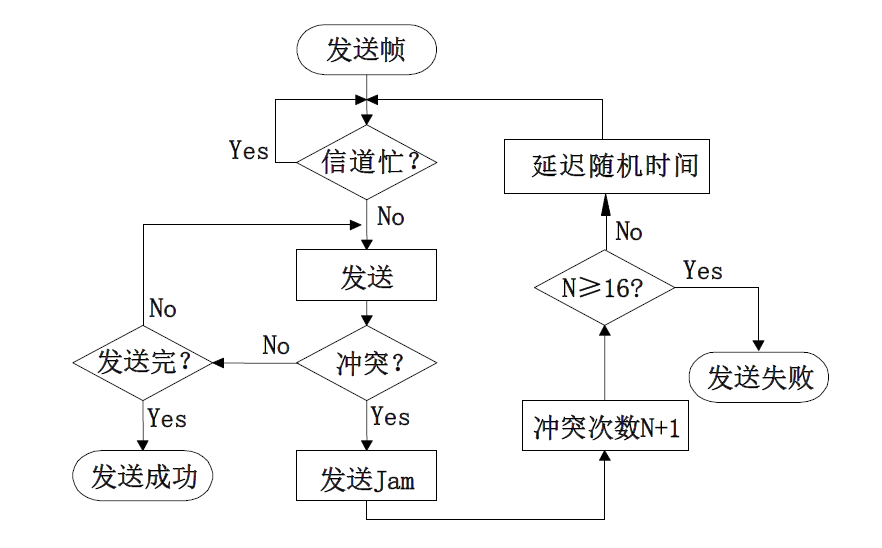 发送帧
Yes
信道忙？
延迟随机时间
No
No
发送
N≥16?
Yes
No
发送完？
No
冲突？
发送失败
Yes
Yes
冲突次数N+1
发送成功
发送Jam